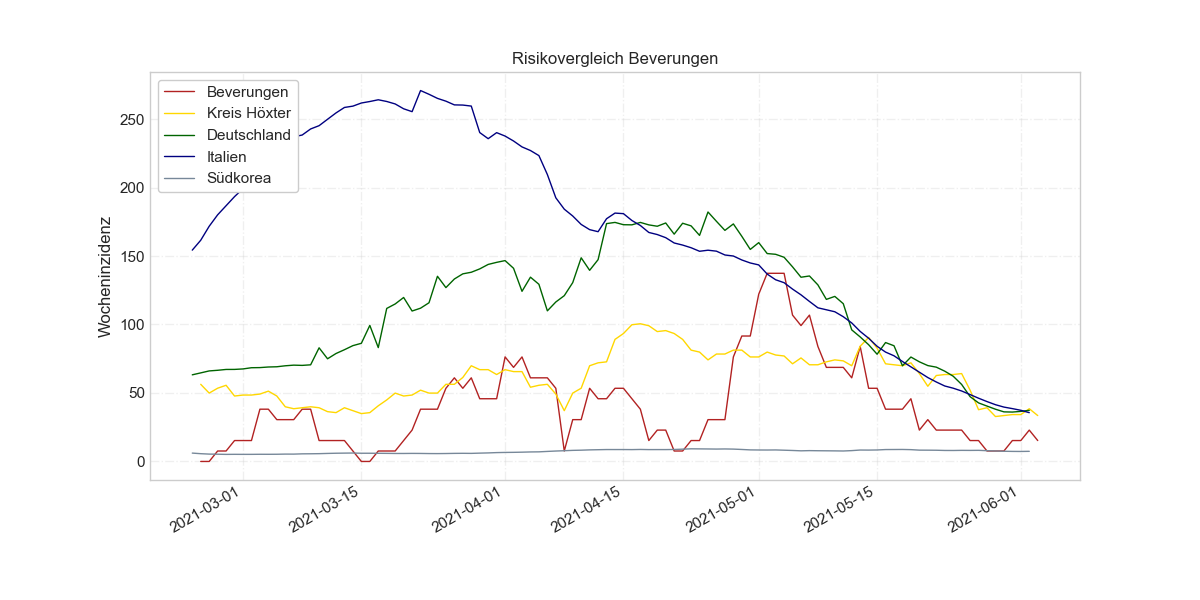 Risikovergleich Beverungen
Beverungen
Kreis Höxter
Deutschland
Italien
Südkorea
Wocheninzidenz
250
200
150
100
50
0
2021-03-01
2021-03-15
2021-04-01
2021-04-15
2021-05-01
2021-05-15
2021-06-01